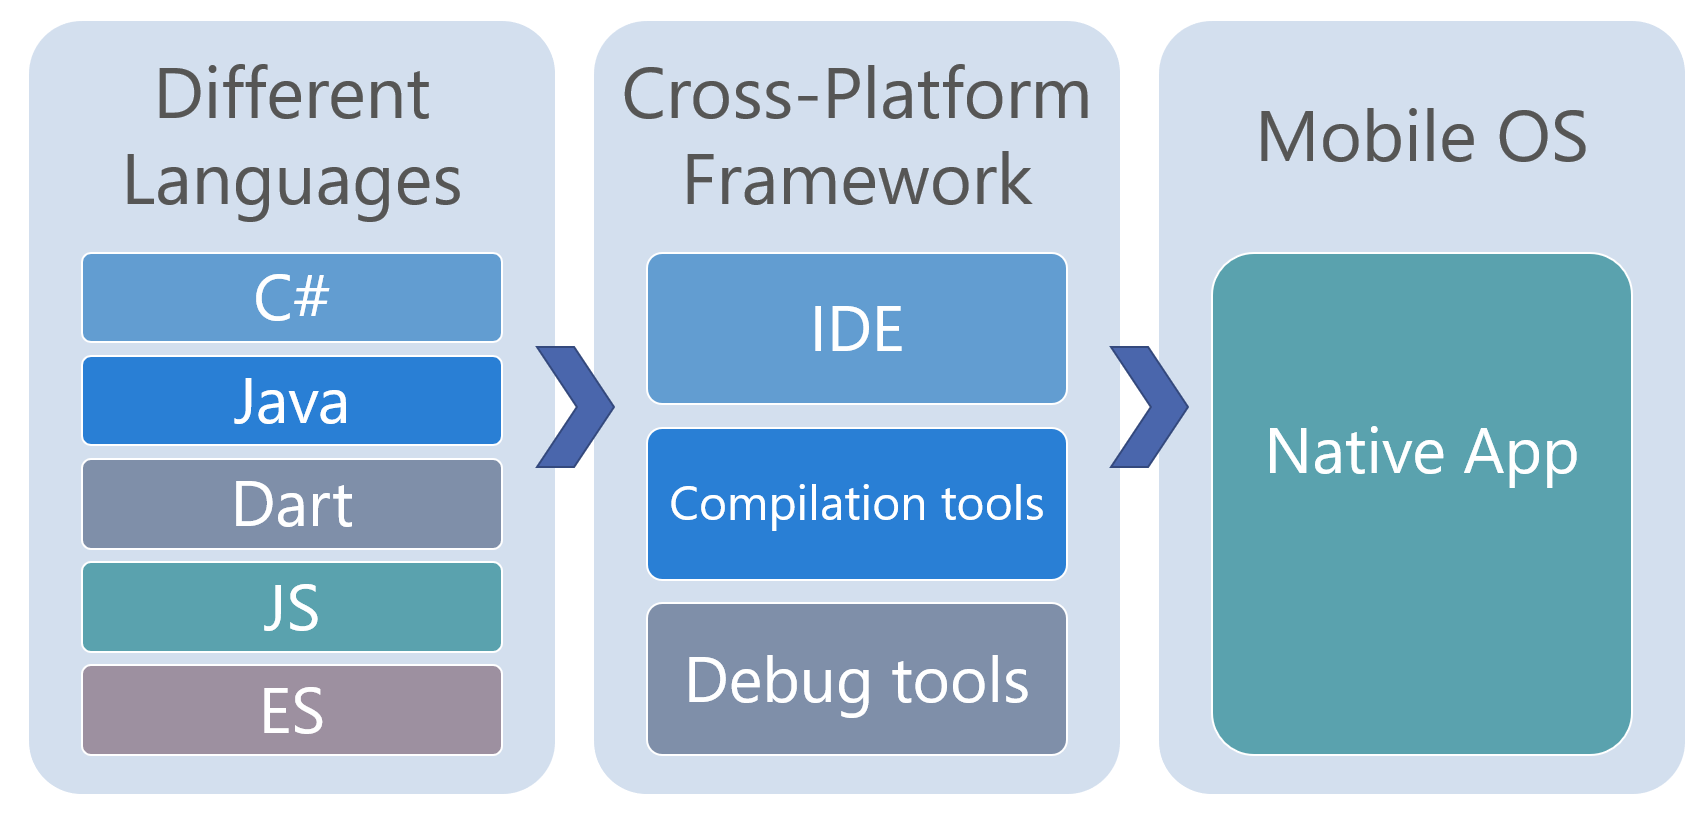 Different
Languages
C#
Java
Dart
JS
ES
Cross-Platform
Framework
IDE
Compilation tools
Debug tools
Mobile OS
Native App